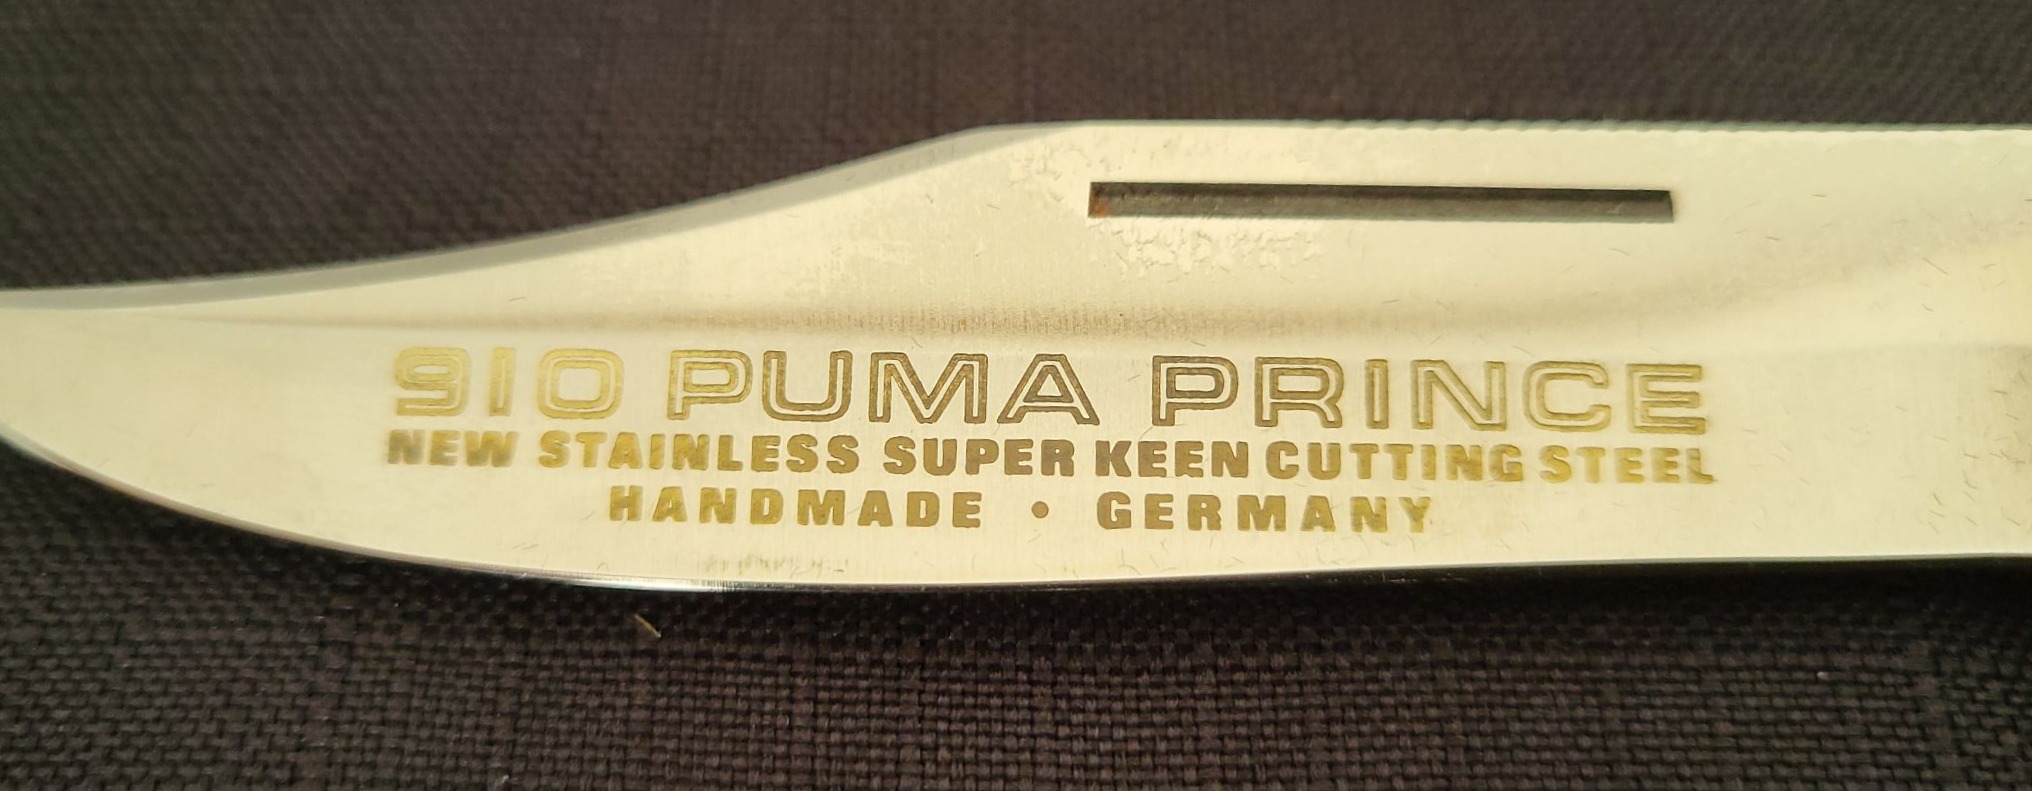 910 PUMA PRINCE
NEW STAINLESS SUPER KEEN CUTTING STEEL
HANDMADE • GERMANY